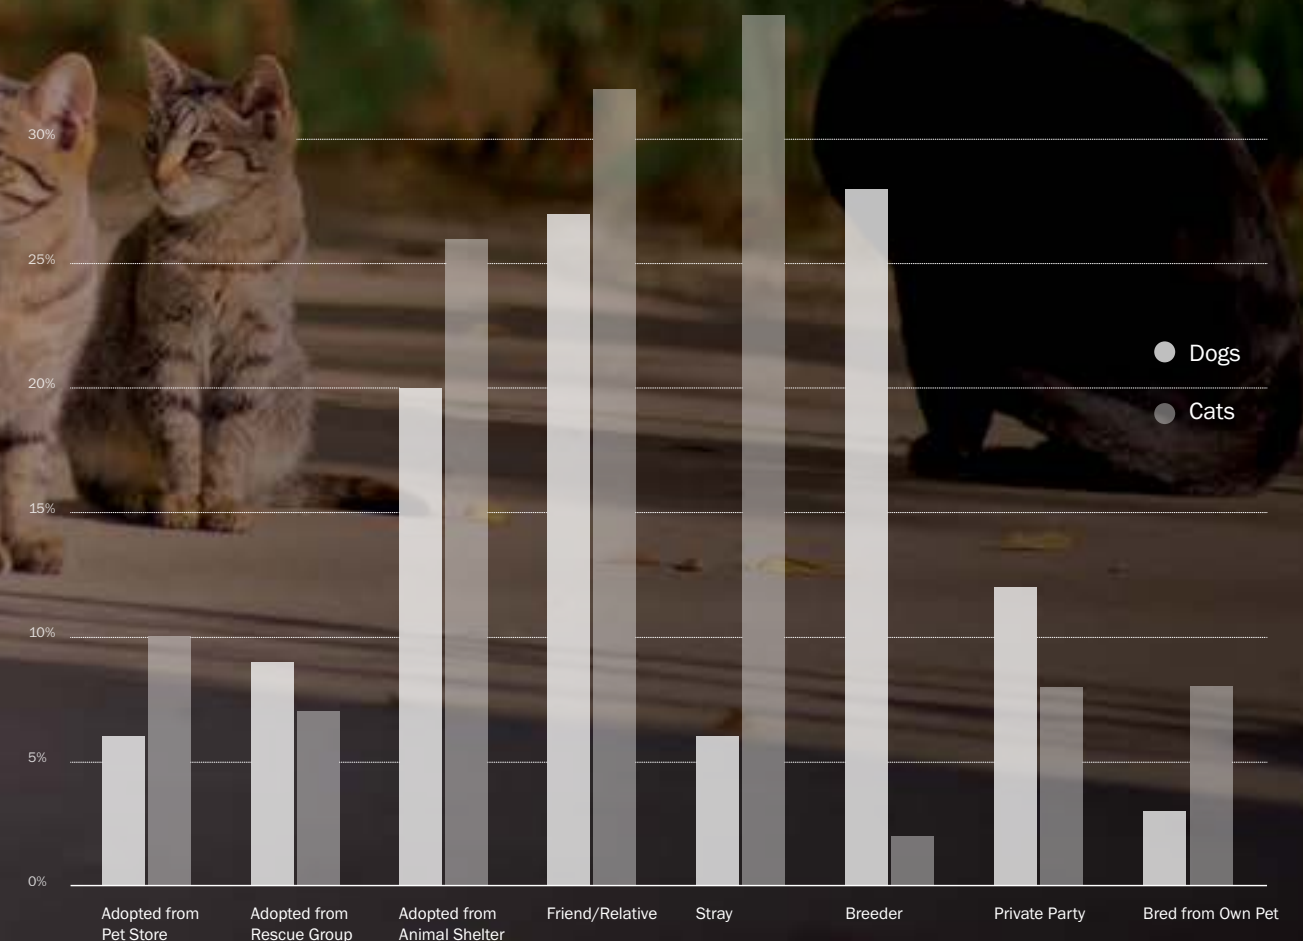 30%
25%
20%
15%
10%
5%
0%
Dogs
Cats
Adopted from
Pet Store
Adopted from
Rescue Group
Adopted from
Animal Shelter
Friend/Relative
Stray
Breeder
Private Party
Bred from Own Pet